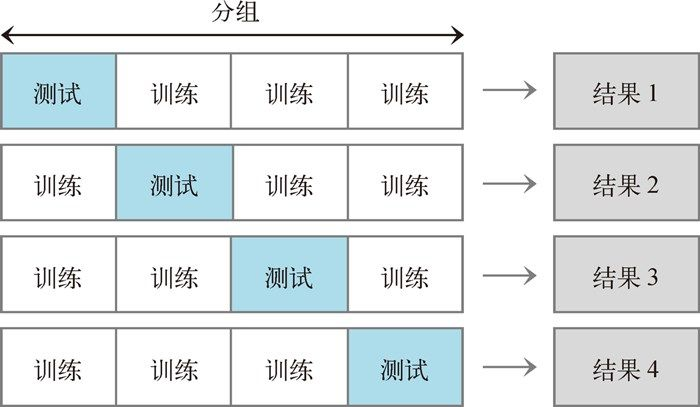 分组
测试 训练 训练 训练 结果 1
训练 测试 训练 训练 结果 2
训练 训练 测试 训练 结果 3
训练 训练 训练 测试 结果 4